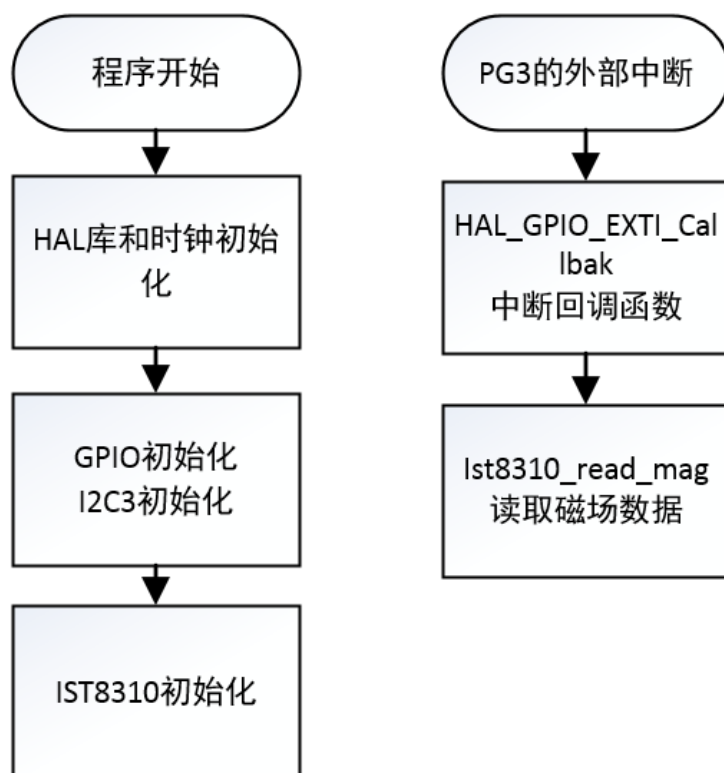 程序开始
HAL库和时钟初始
化
GPIO初始化
I2C3初始化
IST8310初始化
PG3的外部中断
HAL_GPIO_EXTI_Cal
lbak
中断回调函数
Ist8310_read_mag
读取磁场数据